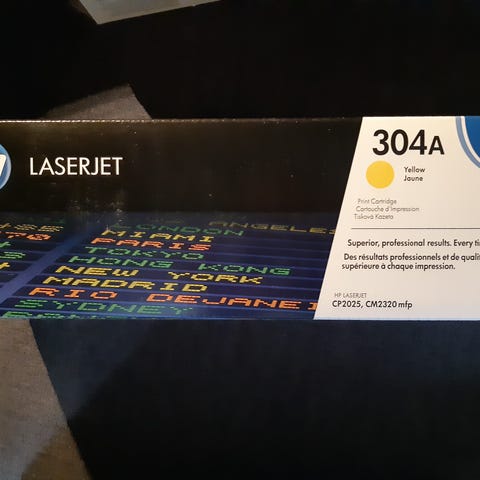 LASERJET
304A
Yellow
Jaune
Print Cartridge
Cartouche d'Impression
Tisková Kazeta
Superior, professional results. Every
Des résultats professionnels et de
supérieure à chaque impression.
HP LASERJET
CP2025, CM2320 mfp
ANGELES
LONDON
MIAMI
PARIS
TOKYO
HONG KONG
NEW YORK
MADRID
RIO DEJANEI
SYDNEY